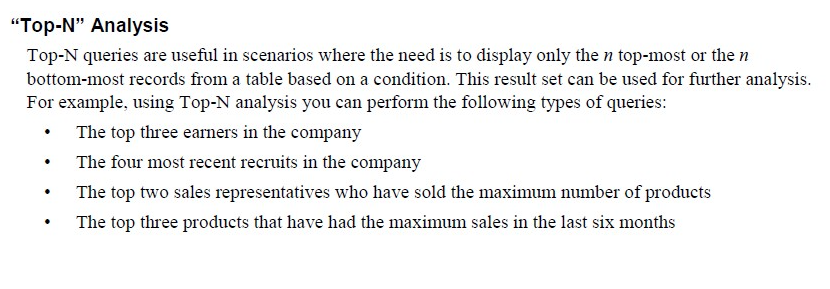 “Top-N” Analysis
Top-N queries are useful in scenarios where the need is to display only the n top-most or the n
bottom-most records from a table based on a condition. This result set can be used for further analysis.
For example, using Top-N analysis you can perform the following types of queries:
• The top three earners in the company
• The four most recent recruits in the company
• The top two sales representatives who have sold the maximum number of products
• The top three products that have had the maximum sales in the last six months